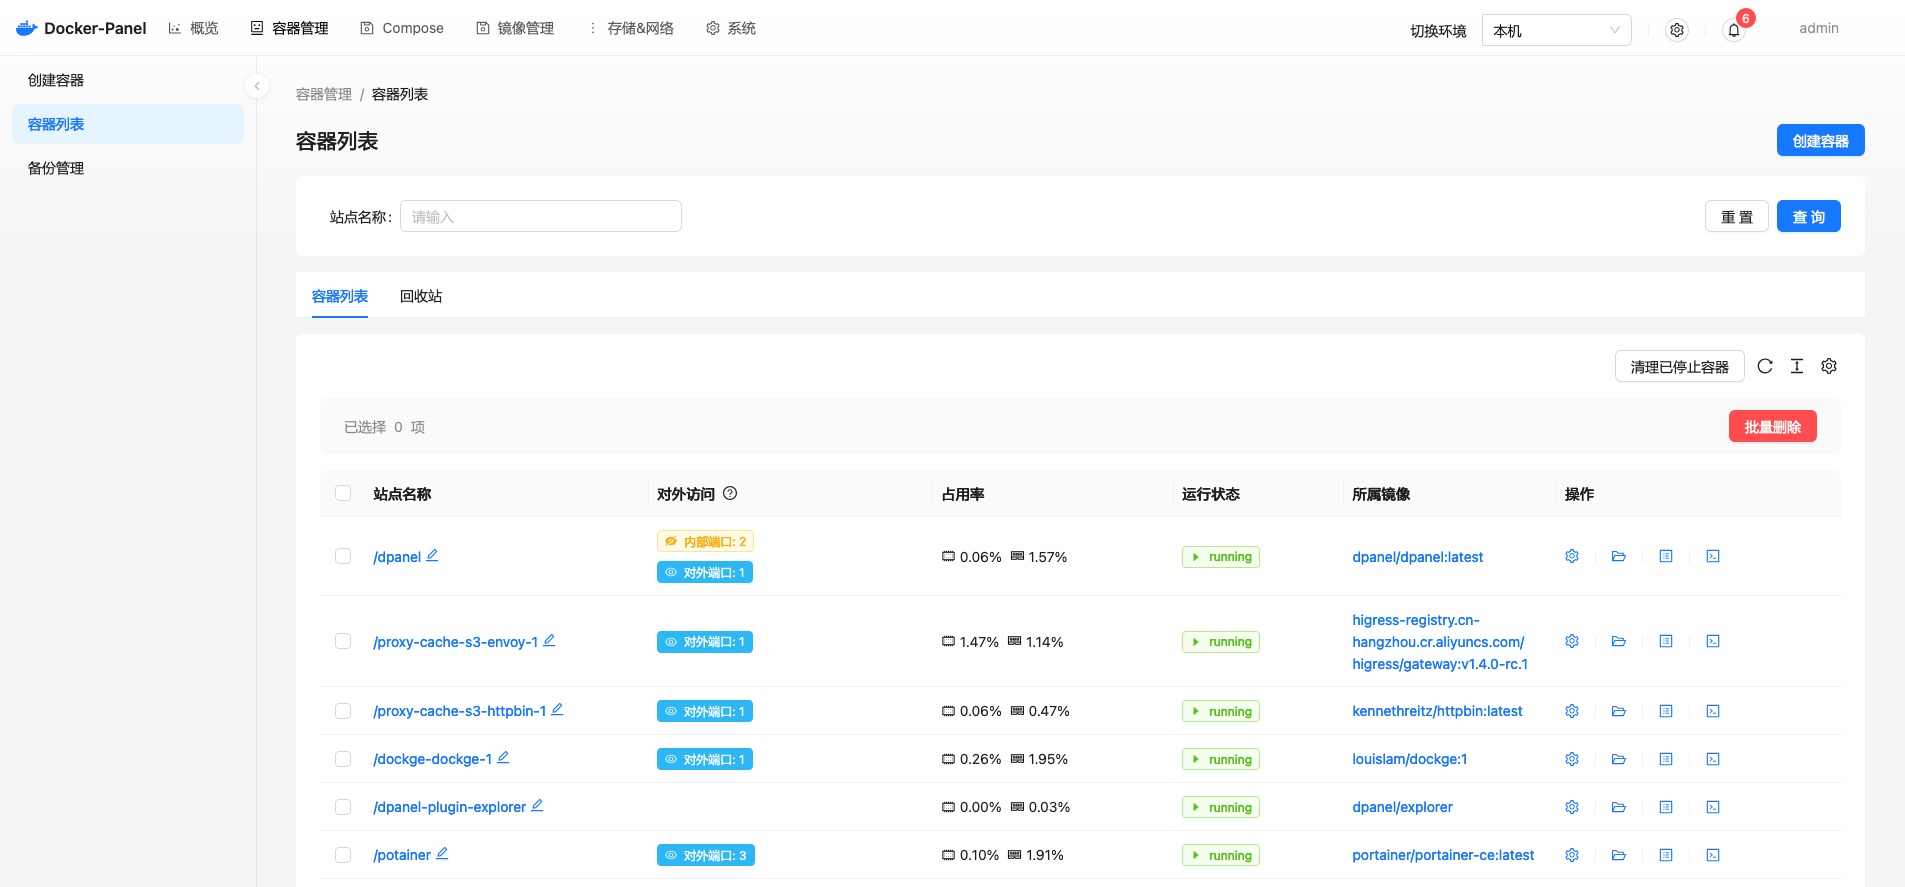 Docker-Panel 概览 容器管理 Compose 镜像管理 存储&网络 系统 切换环境 本机 6 admin
创建容器
容器列表
备份管理
容器管理 / 容器列表
容器列表 创建容器
站点名称: 请输入 重 置 查 询
容器列表 回收站
清理已停止容器
已选择 0 项 批量删除
站点名称 对外访问 占用率 运行状态 所属镜像 操作
/dpanel 内部端口: 2 对外端口: 1 0.06% 1.57% running dpanel/dpanel:latest
/proxy-cache-s3-envoy-1 对外端口: 1 1.47% 1.14% running higress-registry.cn-
hangzhou.cr.aliyuncs.com/
higress/gateway:v1.4.0-rc.1
/proxy-cache-s3-httpbin-1 对外端口: 1 0.06% 0.47% running kennethreitz/httpbin:latest
/dockge-dockge-1 对外端口: 1 0.26% 1.95% running louislam/dockge:1
/dpanel-plugin-explorer 0.00% 0.03% running dpanel/explorer
/potainer 对外端口: 3 0.10% 1.91% running portainer/portainer-ce:latest